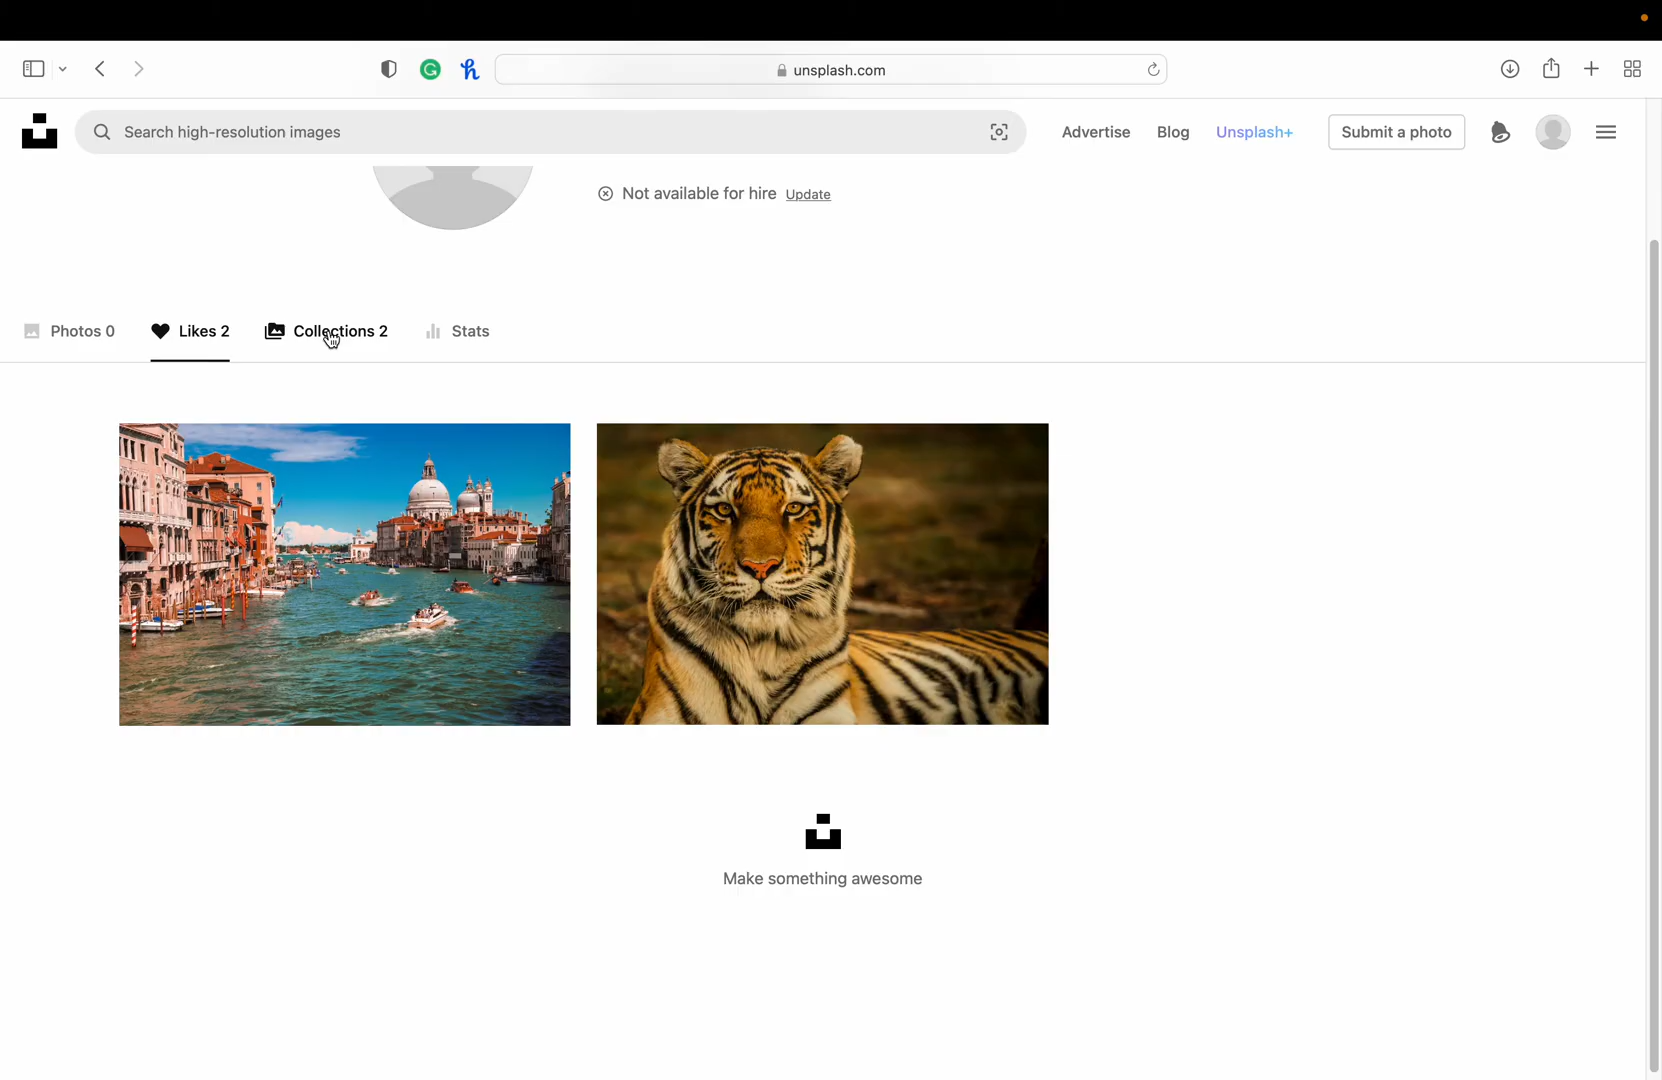 unsplash.com
Search high-resolution images
Advertise Blog Unsplash+ Submit a photo
Not available for hire Update
Photos 0 Likes 2 Collections 2 Stats
Make something awesome